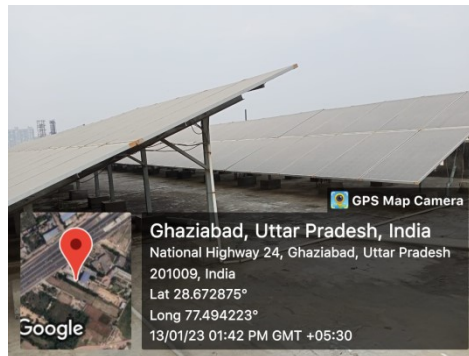 GPS Map Camera
Ghaziabad, Uttar Pradesh, India
National Highway 24, Ghaziabad, Uttar Pradesh
201009, India
Lat 28.672875°
Long 77.494223°
13/01/23 01:42 PM GMT +05:30
Google